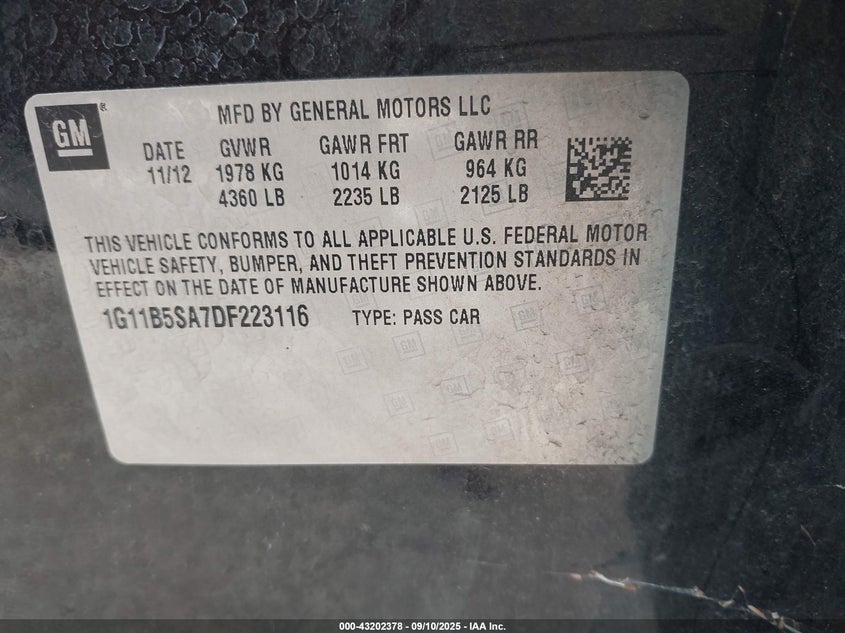 GM ®
MFD BY GENERAL MOTORS LLC
DATE GVWR GAWR FRT GAWR RR
11/12 1978 KG 1014 KG 964 KG
4360 LB 2235 LB 2125 LB
THIS VEHICLE CONFORMS TO ALL APPLICABLE U.S. FEDERAL MOTOR
VEHICLE SAFETY, BUMPER, AND THEFT PREVENTION STANDARDS IN
EFFECT ON THE DATE OF MANUFACTURE SHOWN ABOVE.
1G11B5SA7DF223116 TYPE: PASS CAR
000-43202378 - 09/10/2025 - IAA Inc.